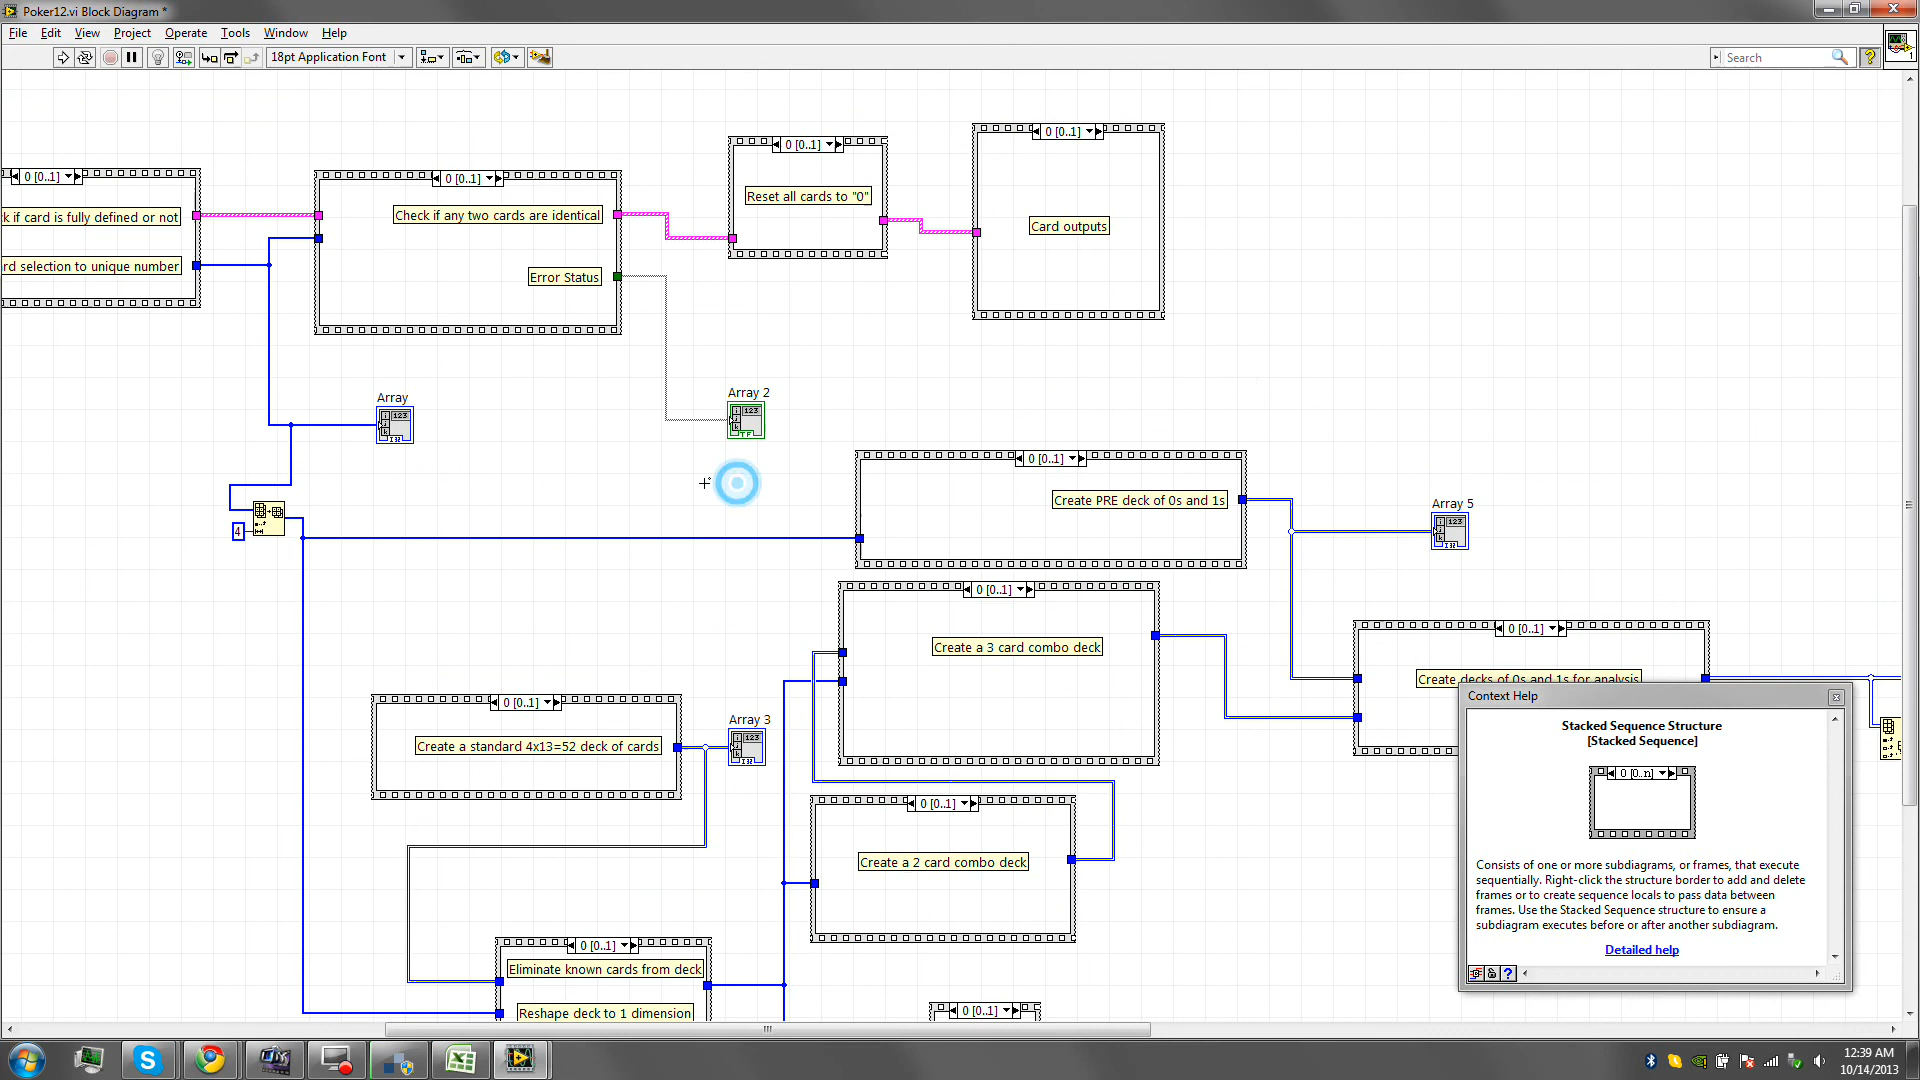 Poker12.vi Block Diagram *
File Edit View Project Operate Tools Window Help
18pt Application Font
Search
0 [0..1]
0 [0..1]
0 [0..1]
0 [0..1]
k if card is fully defined or not
rd selection to unique number
Check if any two cards are identical
Error Status
Reset all cards to "0"
Card outputs
Array
Array 2
4
0 [0..1]
Create PRE deck of 0s and 1s
Array 5
0 [0..1]
Create a 3 card combo deck
0 [0..1]
Create decks of 0s and 1s for analysis
0 [0..1]
Create a standard 4x13=52 deck of cards
Array 3
0 [0..1]
Create a 2 card combo deck
0 [0..1]
Eliminate known cards from deck
Reshape deck to 1 dimension
0 [0..1]
Context Help
Stacked Sequence Structure
[Stacked Sequence]
0 [0..n]
Consists of one or more subdiagrams, or frames, that execute
sequentially. Right-click the structure border to add and delete
frames or to create sequence locals to pass data between
frames. Use the Stacked Sequence structure to ensure a
subdiagram executes before or after another subdiagram.
Detailed help
12:39 AM
10/14/2013